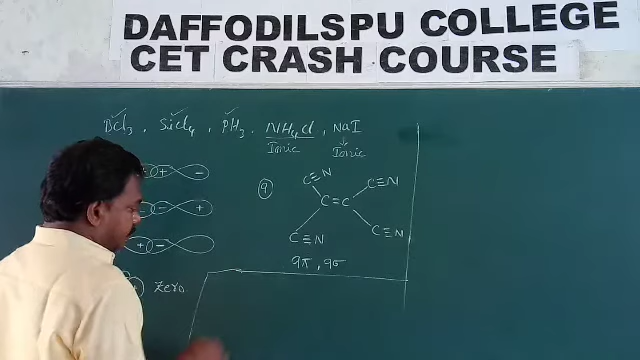 DAFFODILSPU COLLEGE
CET CRASH COURSE
BCl3, SiCl4, PH3, NH4Cl, NaI
Ionic Ionic
9
C≡N C≡N
C=C
C≡N C≡N
9π, 9σ
+ -
- +
-
Zero